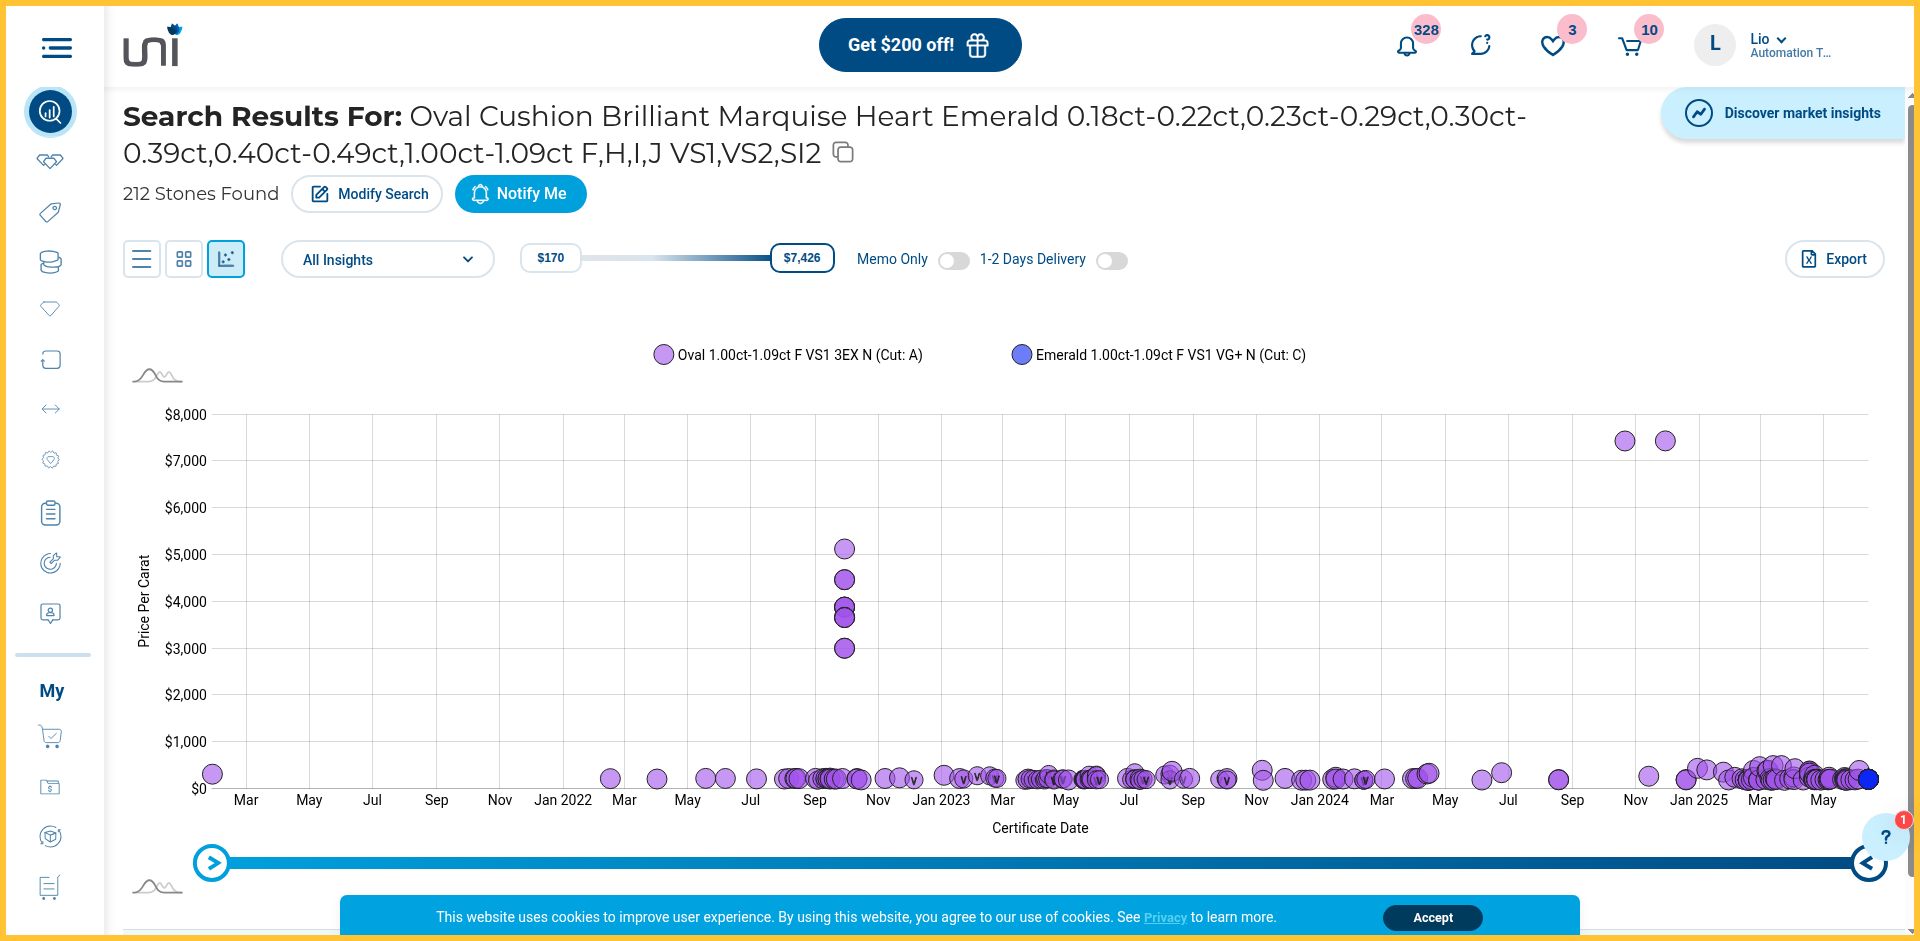 uni
Get $200 off!
328
3
10
L
Lio
Automation T...
Search Results For: Oval Cushion Brilliant Marquise Heart Emerald 0.18ct-0.22ct,0.23ct-0.29ct,0.30ct-
0.39ct,0.40ct-0.49ct,1.00ct-1.09ct F,H,I,J VS1,VS2,SI2
Discover market insights
212 Stones Found
Modify Search
Notify Me
All Insights
$170
$7,426
Memo Only
1-2 Days Delivery
Export
Oval 1.00ct-1.09ct F VS1 3EX N (Cut: A)
Emerald 1.00ct-1.09ct F VS1 VG+ N (Cut: C)
$8,000
$7,000
$6,000
$5,000
$4,000
$3,000
$2,000
$1,000
$0
Price Per Carat
Mar May Jul Sep Nov Jan 2022 Mar May Jul Sep Nov Jan 2023 Mar May Jul Sep Nov Jan 2024 Mar May Jul Sep Nov Jan 2025 Mar May
Certificate Date
My
?
1
This website uses cookies to improve user experience. By using this website, you agree to our use of cookies. See Privacy to learn more.
Accept